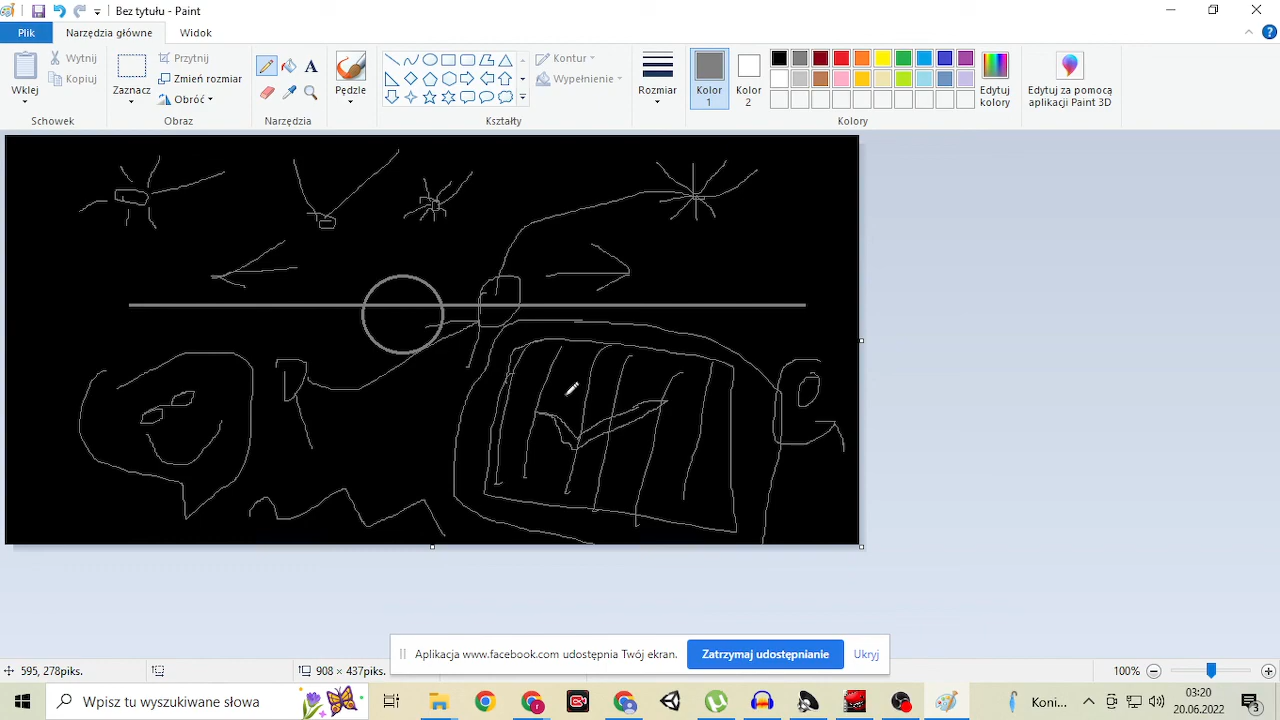 Bez tytułu - Paint
Plik Narzędzia główne Widok
Wklej
Wytnij
Kopiuj
Schowek
Zaznacz
Przytnij
Zmień rozmiar
Obróć
Obraz
Narzędzia
Pędzle
Kontur
Wypełnienie
Kształty
Rozmiar
Kolor
1
Kolor
2
Edytuj
kolory
Kolory
Edytuj za pomocą
aplikacji Paint 3D
Aplikacja www.facebook.com udostępnia Twój ekran. Zatrzymaj udostępnianie Ukryj
595, 278piks. 908 × 437piks. 100%
Wpisz tu wyszukiwane słowa
Koni...
03:20
20.06.2022
3